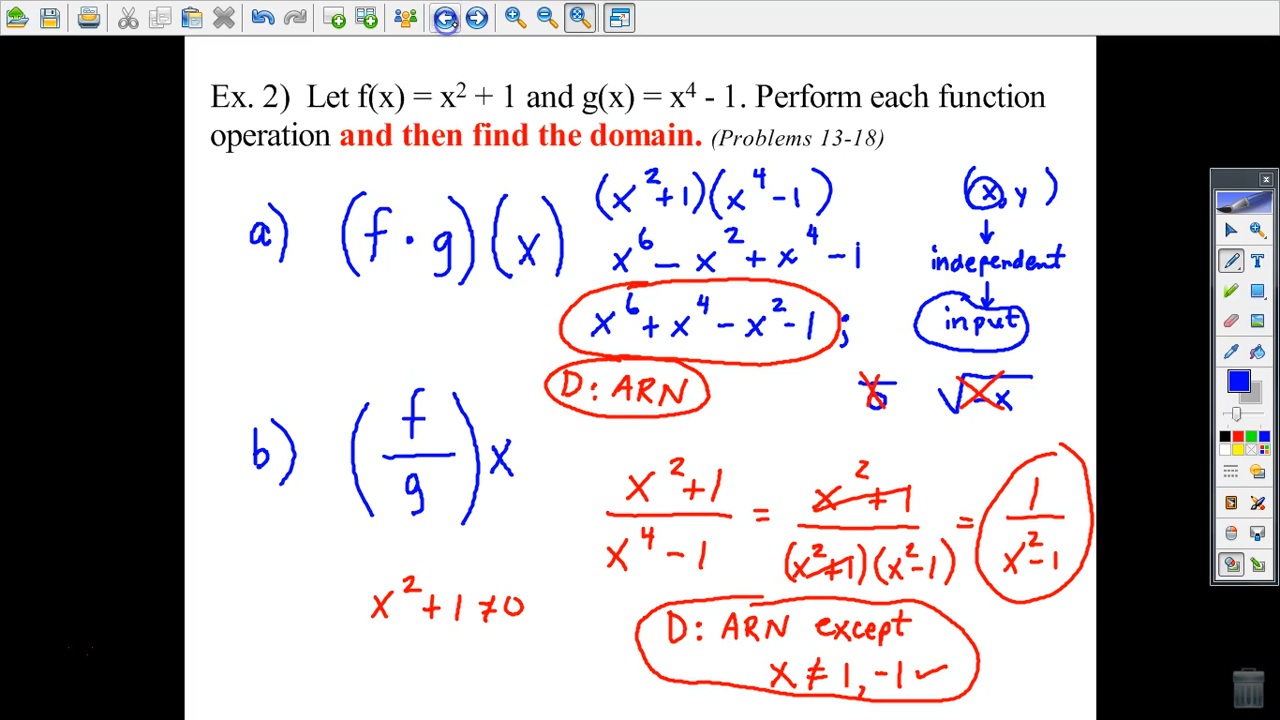 Ex. 2) Let f(x) = x² + 1 and g(x) = x⁴ - 1. Perform each function
operation and then find the domain. (Problems 13-18)
a) (f · g)(x)
(x²+1)(x⁴-1)
x⁶ - x² + x⁴ - 1
x⁶ + x⁴ - x² - 1 ;
D: ARN
(x, y)
independent
input
0
√-x
b) (f/g)x
x²+1 / x⁴-1 = x²+1 / (x²+1)(x²-1) = 1 / x²-1
x²+1 ≠ 0
D: ARN except
x ≠ 1, -1 ✓